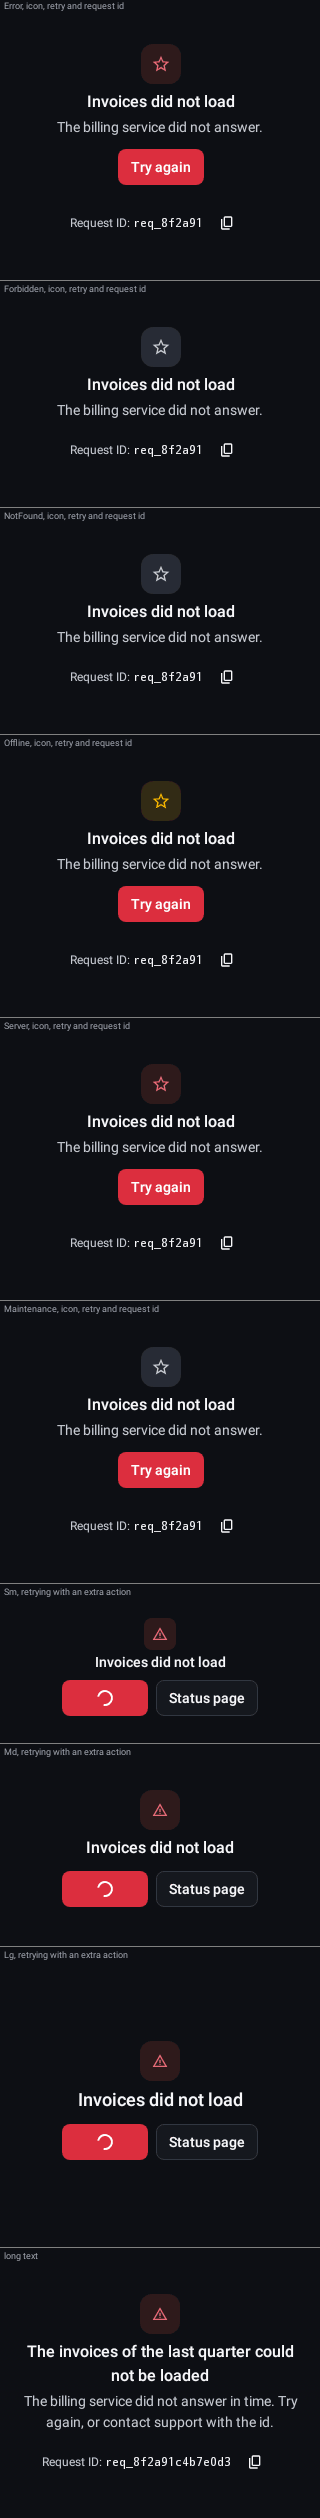 Error, icon, retry and request id
Invoices did not load
The billing service did not answer.
Try again
Request ID: req_8f2a91
Forbidden, icon, retry and request id
Invoices did not load
The billing service did not answer.
Request ID: req_8f2a91
NotFound, icon, retry and request id
Invoices did not load
The billing service did not answer.
Request ID: req_8f2a91
Offline, icon, retry and request id
Invoices did not load
The billing service did not answer.
Try again
Request ID: req_8f2a91
Server, icon, retry and request id
Invoices did not load
The billing service did not answer.
Try again
Request ID: req_8f2a91
Maintenance, icon, retry and request id
Invoices did not load
The billing service did not answer.
Try again
Request ID: req_8f2a91
Sm, retrying with an extra action
Invoices did not load
Status page
Md, retrying with an extra action
Invoices did not load
Status page
Lg, retrying with an extra action
Invoices did not load
Status page
long text
The invoices of the last quarter could
not be loaded
The billing service did not answer in time. Try
again, or contact support with the id.
Request ID: req_8f2a91c4b7e0d3